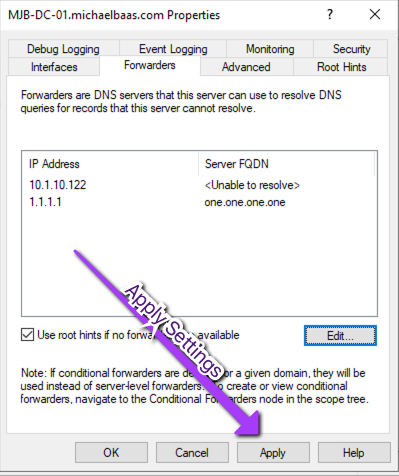 MJB-DC-01.michaelbaas.com Properties ? ×
Debug Logging Event Logging Monitoring Security
Interfaces Forwarders Advanced Root Hints
Forwarders are DNS servers that this server can use to resolve DNS
queries for records that this server cannot resolve.
IP Address Server FQDN
10.1.10.122 <Unable to resolve>
1.1.1.1 one.one.one.one
Apply Settings
Use root hints if no forw available Edit...
Note: If conditional forwarders are de or a given domain, they will be
used instead of server-level forwarders. o create or view conditional
forwarders, navigate to the Conditional For rders node in the scope tree.
OK Cancel Apply Help